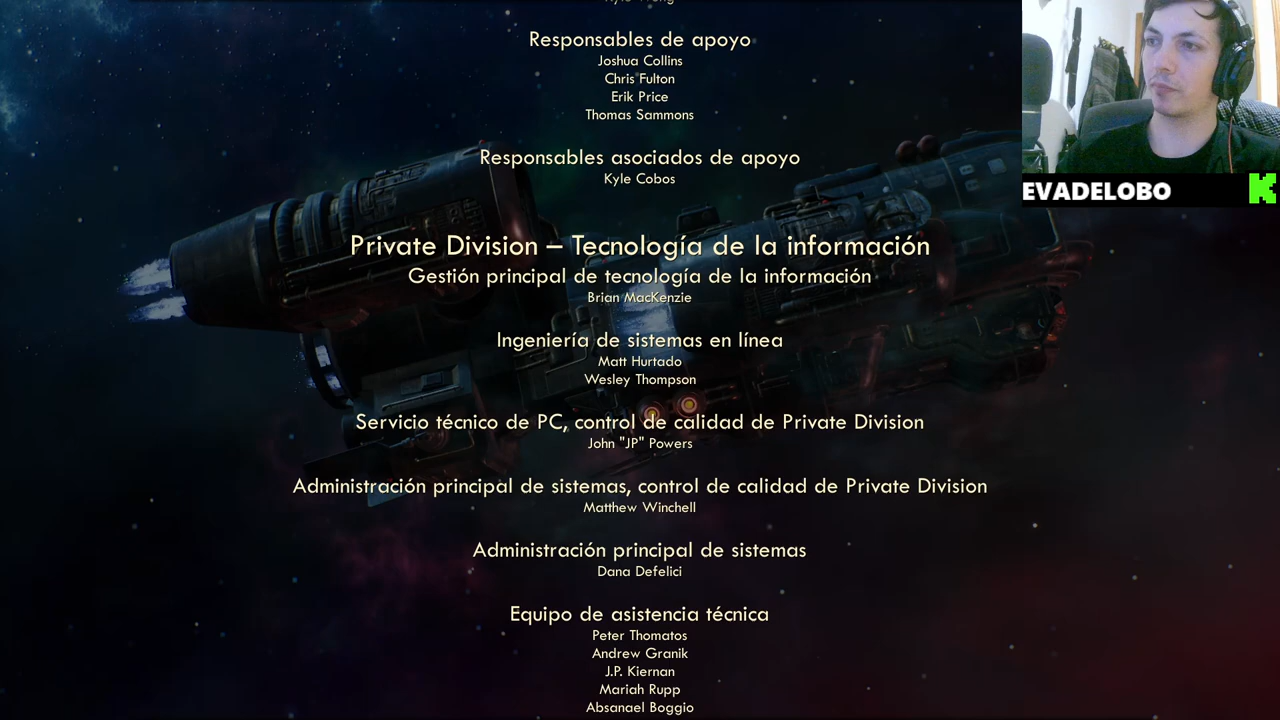 Responsables de apoyo
Joshua Collins
Chris Fulton
Erik Price
Thomas Sammons
Responsables asociados de apoyo
Kyle Cobos
Private Division – Tecnología de la información
Gestión principal de tecnología de la información
Brian MacKenzie
Ingeniería de sistemas en línea
Matt Hurtado
Wesley Thompson
Servicio técnico de PC, control de calidad de Private Division
John "JP" Powers
Administración principal de sistemas, control de calidad de Private Division
Matthew Winchell
Administración principal de sistemas
Dana Defelici
Equipo de asistencia técnica
Peter Thomatos
Andrew Granik
J.P. Kiernan
Mariah Rupp
Absanael Boggio
EVADELOBO
K